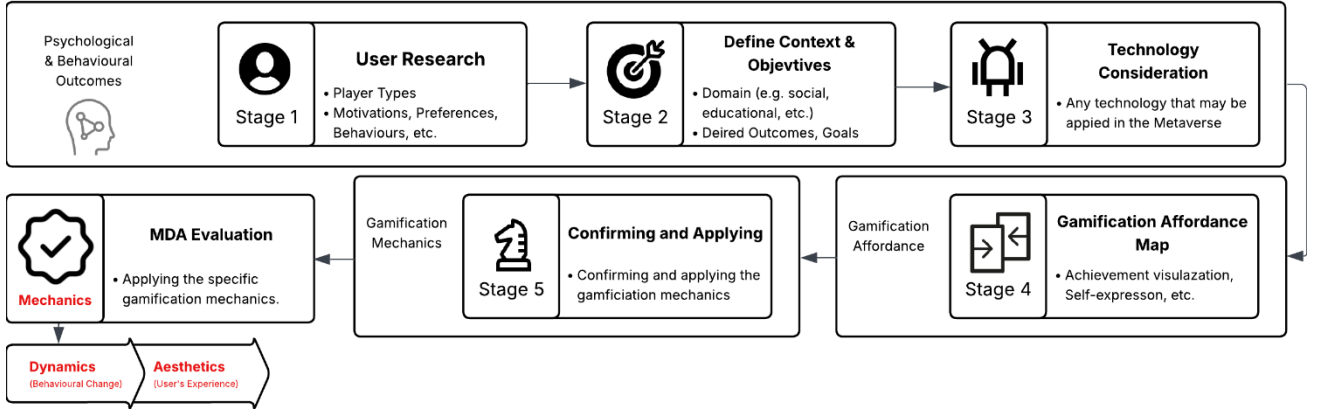 Psychological
& Behavioural
Outcomes
Stage 1
User Research
• Player Types
• Motivations, Preferences,
Behaviours, etc.
Stage 2
Define Context &
Objevtives
• Domain (e.g. social,
educational, etc.)
• Deired Outcomes, Goals
Stage 3
Technology
Consideration
• Any technology that may be
appied in the Metaverse
Mechanics
MDA Evaluation
• Applying the specific
gamification mechanics.
Gamification
Mechanics
Stage 5
Confirming and Applying
• Confirming and applying the
gamficiation mechanics
Gamification
Affordance
Stage 4
Gamification Affordance
Map
• Achievement visulazation,
Self-expresson, etc.
Dynamics
(Behavioural Change)
Aesthetics
(User's Experience)